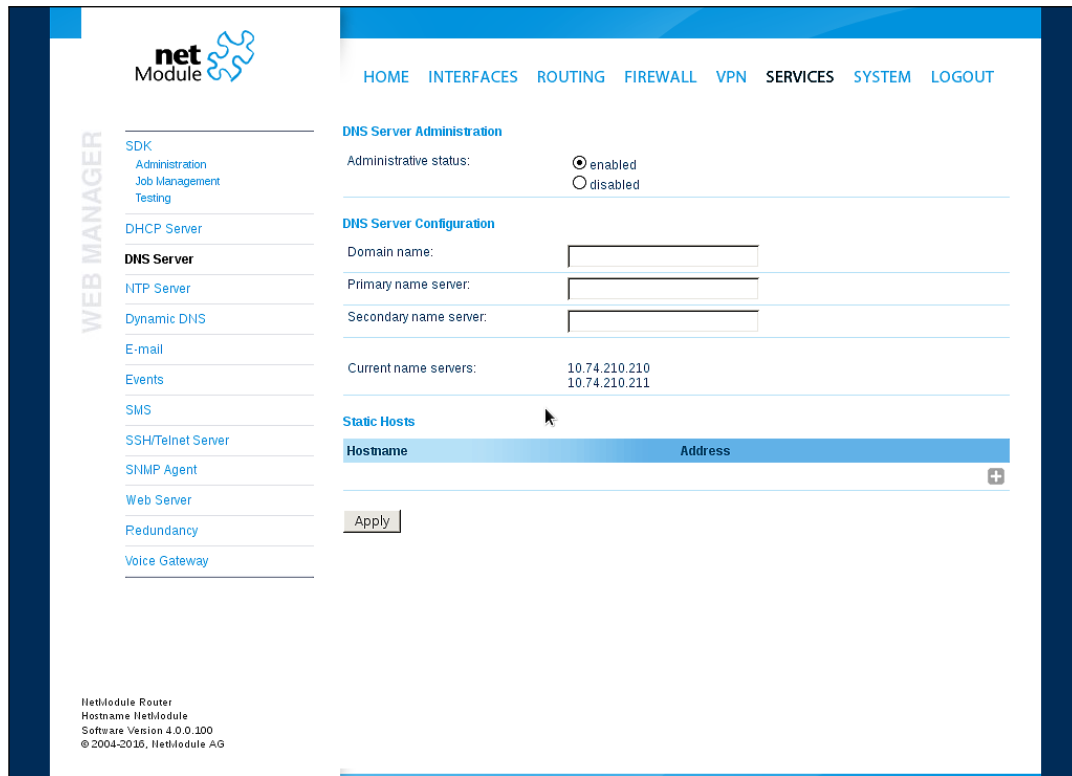 net
Module
HOME INTERFACES ROUTING FIREWALL VPN SERVICES SYSTEM LOGOUT
WEB MANAGER
SDK
Administration
Job Management
Testing
DHCP Server
DNS Server
NTP Server
Dynamic DNS
E-mail
Events
SMS
SSH/Telnet Server
SNMP Agent
Web Server
Redundancy
Voice Gateway
DNS Server Administration
Administrative status:
enabled
disabled
DNS Server Configuration
Domain name:
Primary name server:
Secondary name server:
Current name servers: 10.74.210.210
10.74.210.211
Static Hosts
Hostname Address
Apply
NetModule Router
Hostname NetModule
Software Version 4.0.0.100
© 2004-2016, NetModule AG